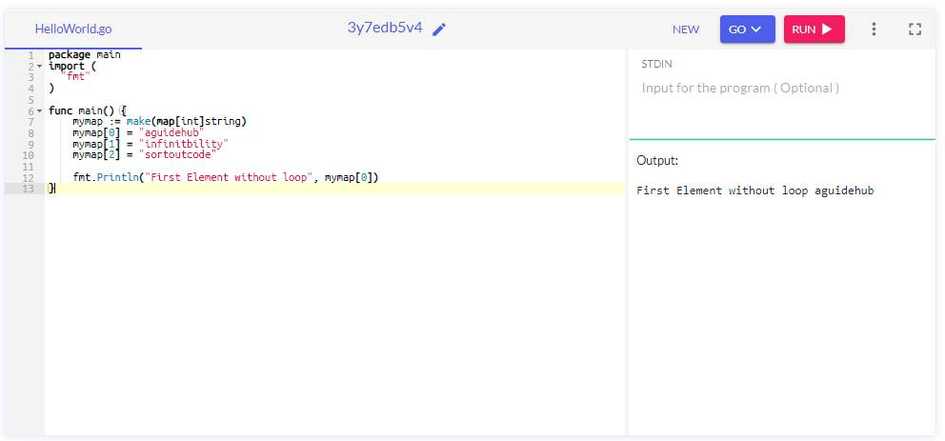 HelloWorld.go
3y7edb5v4
NEW
GO
RUN
1 package main
2 import (
3 "fmt"
4 )
5
6 func main() {
7 mymap := make(map[int]string)
8 mymap[0] = "aguidehub"
9 mymap[1] = "infinitbility"
10 mymap[2] = "sortoutcode"
11
12 fmt.Println("First Element without loop", mymap[0])
13 }
STDIN
Input for the program ( Optional )
Output:
First Element without loop aguidehub